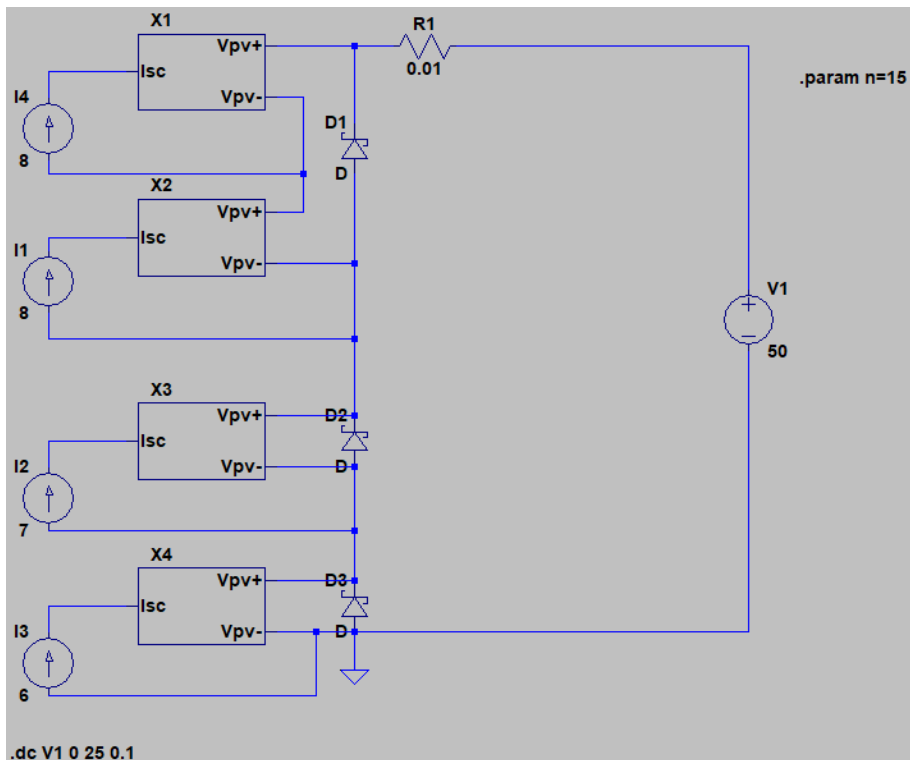 X1
Vpv+
Isc
Vpv-
I4
8
R1
0.01
.param n=15
D1
D
X2
Vpv+
Isc
Vpv-
I1
8
V1
50
X3
Vpv+
Isc
Vpv-
I2
7
D2
D
X4
Vpv+
Isc
Vpv-
I3
6
D3
D
.dc V1 0 25 0.1